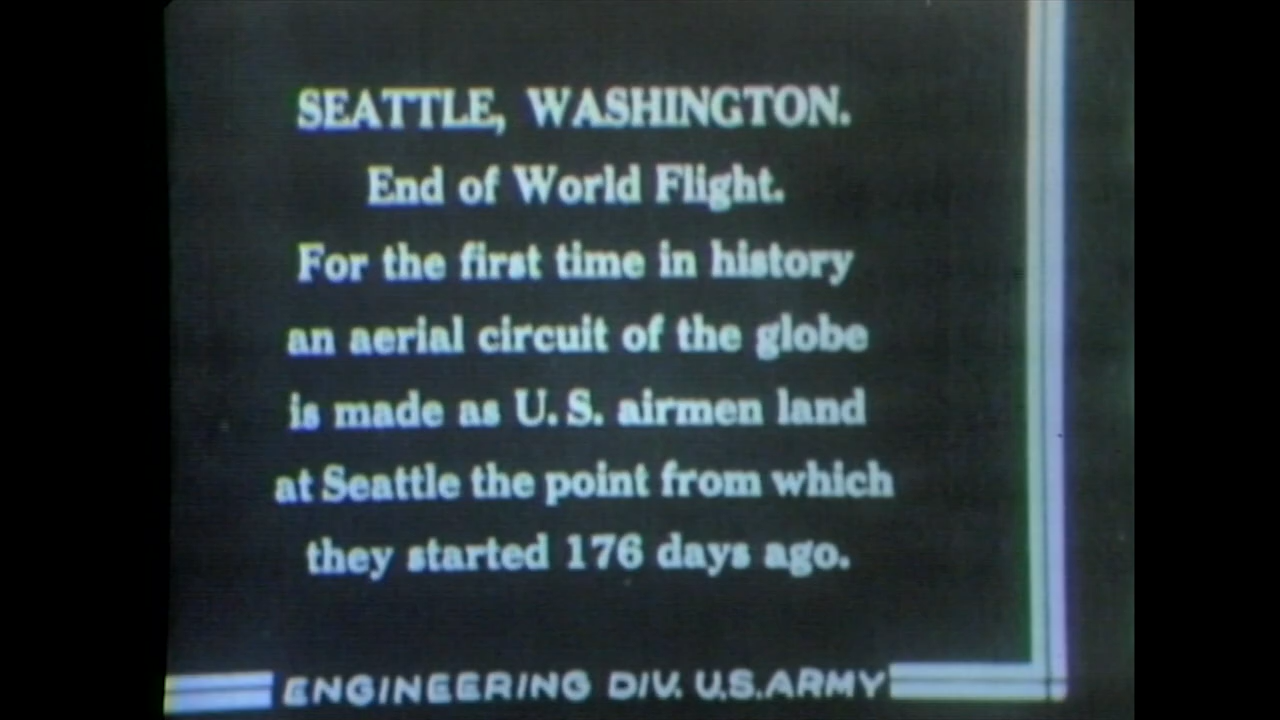 SEATTLE, WASHINGTON.
End of World Flight.
For the first time in history
an aerial circuit of the globe
is made as U.S. airmen land
at Seattle the point from which
they started 176 days ago.
ENGINEERING DIV. U.S.ARMY